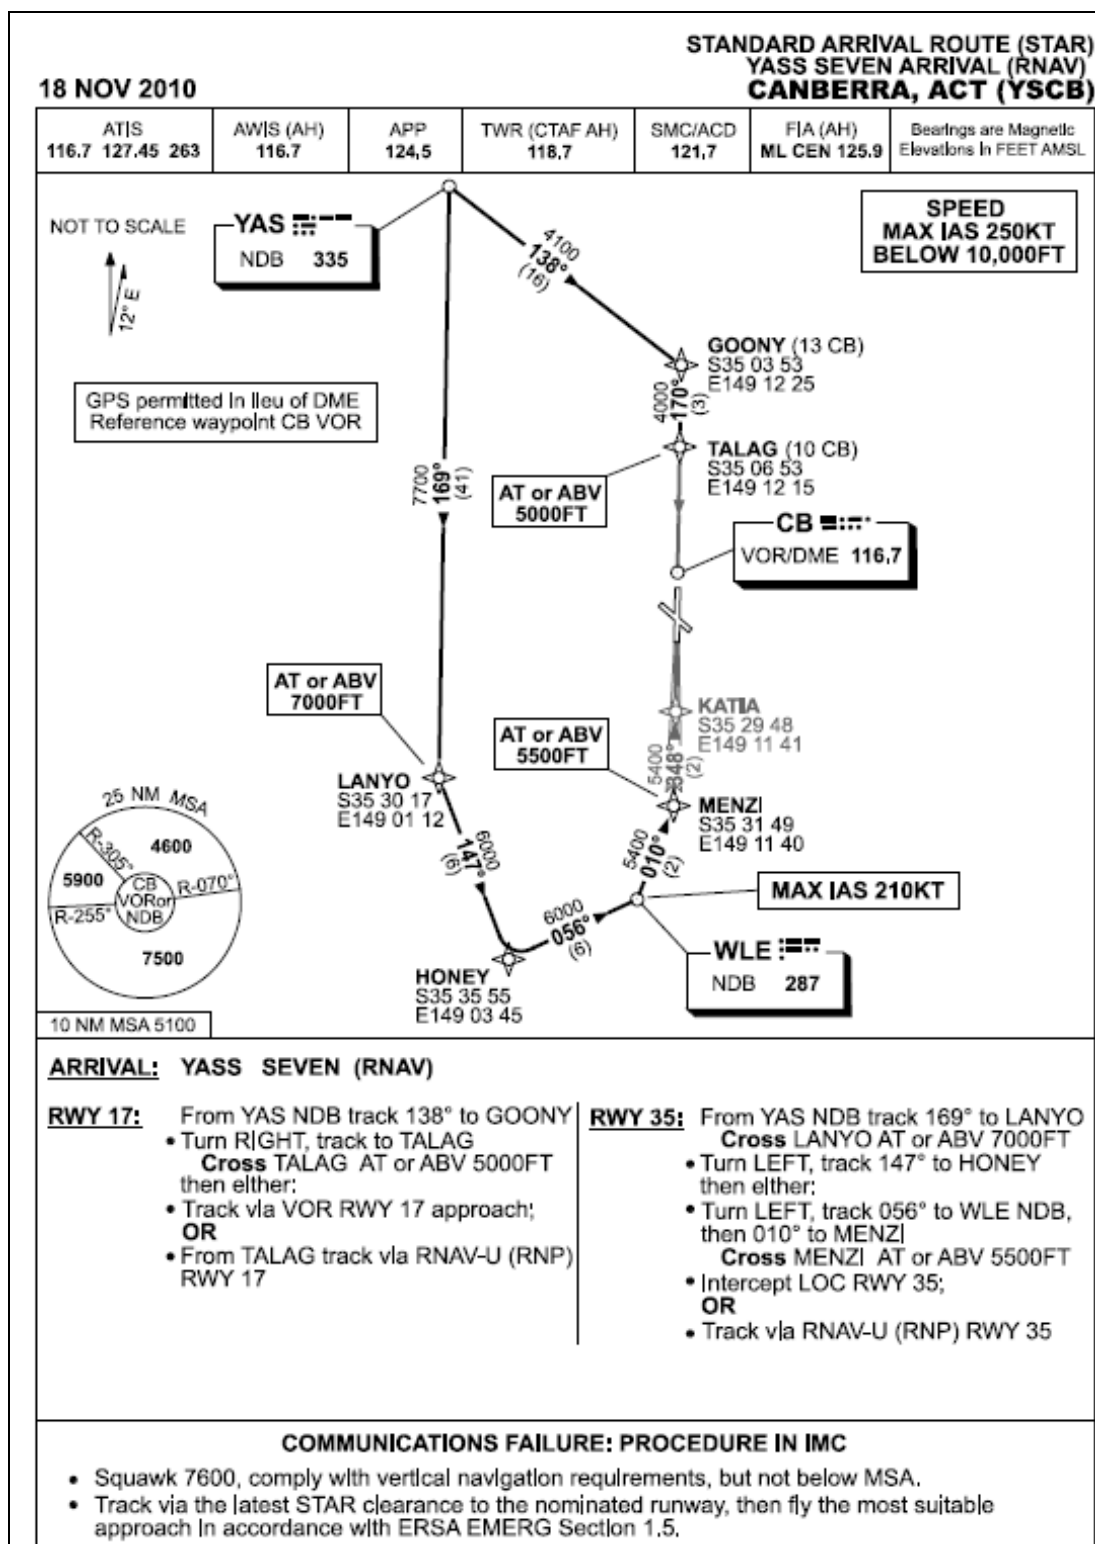 STANDARD ARRIVAL ROUTE (STAR)
YASS SEVEN ARRIVAL (RNAV)
18 NOV 2010
CANBERRA, ACT (YSCB)
ATIS
116.7 127.45 263
AWIS (AH)
116.7
APP
124.5
TWR (CTAF AH)
118.7
SMC/ACD
121.7
FIA (AH)
ML CEN 125.9
Bearings are Magnetic
Elevations in FEET AMSL
NOT TO SCALE
12° E
YAS
NDB 335
SPEED
MAX IAS 250KT
BELOW 10,000FT
4100
138°
(16)
GOONY (13 CB)
S35 03 53
E149 12 25
GPS permitted in lieu of DME
Reference waypoint CB VOR
4000
170°
(3)
TALAG (10 CB)
S35 06 53
E149 12 15
7700
169°
(41)
AT or ABV
5000FT
CB
VOR/DME 116.7
AT or ABV
7000FT
KATIA
S35 29 48
E149 11 41
AT or ABV
5500FT
5400
348°
(2)
LANYO
S35 30 17
E149 01 12
MENZI
S35 31 49
E149 11 40
25 NM MSA
R-305°
4600
5900
CB
VORor
NDB
R-070°
R-255°
7500
10 NM MSA 5100
6000
147°
(6)
5400
010°
(2)
MAX IAS 210KT
6000
056°
(6)
WLE
NDB 287
HONEY
S35 35 55
E149 03 45
ARRIVAL: YASS SEVEN (RNAV)
RWY 17: From YAS NDB track 138° to GOONY
• Turn RIGHT, track to TALAG
Cross TALAG AT or ABV 5000FT
then either:
• Track via VOR RWY 17 approach;
OR
• From TALAG track via RNAV-U (RNP)
RWY 17
RWY 35: From YAS NDB track 169° to LANYO
Cross LANYO AT or ABV 7000FT
• Turn LEFT, track 147° to HONEY
then either:
• Turn LEFT, track 056° to WLE NDB,
then 010° to MENZI
Cross MENZI AT or ABV 5500FT
• Intercept LOC RWY 35;
OR
• Track via RNAV-U (RNP) RWY 35
COMMUNICATIONS FAILURE: PROCEDURE IN IMC
• Squawk 7600, comply with vertical navigation requirements, but not below MSA.
• Track via the latest STAR clearance to the nominated runway, then fly the most suitable
approach in accordance with ERSA EMERG Section 1.5.